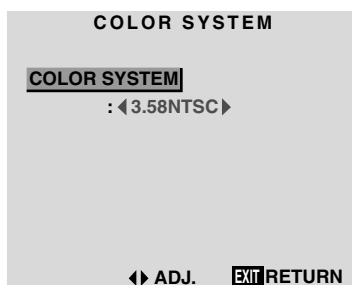 COLOR SYSTEM
COLOR SYSTEM
: ◀3.58NTSC▶
◀▶ ADJ. EXIT RETURN